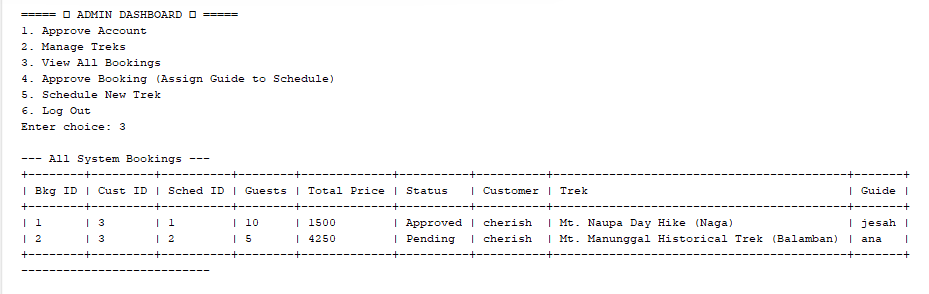 ===== □ ADMIN DASHBOARD □ =====
1. Approve Account
2. Manage Treks
3. View All Bookings
4. Approve Booking (Assign Guide to Schedule)
5. Schedule New Trek
6. Log Out
Enter choice: 3
--- All System Bookings ---
+--------+---------+----------+--------+-------------+----------+----------+------------------------------------------+-------+
| Bkg ID | Cust ID | Sched ID | Guests | Total Price | Status   | Customer | Trek                                     | Guide |
+--------+---------+----------+--------+-------------+----------+----------+------------------------------------------+-------+
| 1      | 3       | 1        | 10     | 1500        | Approved | cherish  | Mt. Naupa Day Hike (Naga)                | jesah |
| 2      | 3       | 2        | 5      | 4250        | Pending  | cherish  | Mt. Manunggal Historical Trek (Balamban) | ana   |
+--------+---------+----------+--------+-------------+----------+----------+------------------------------------------+-------+
---------------------------